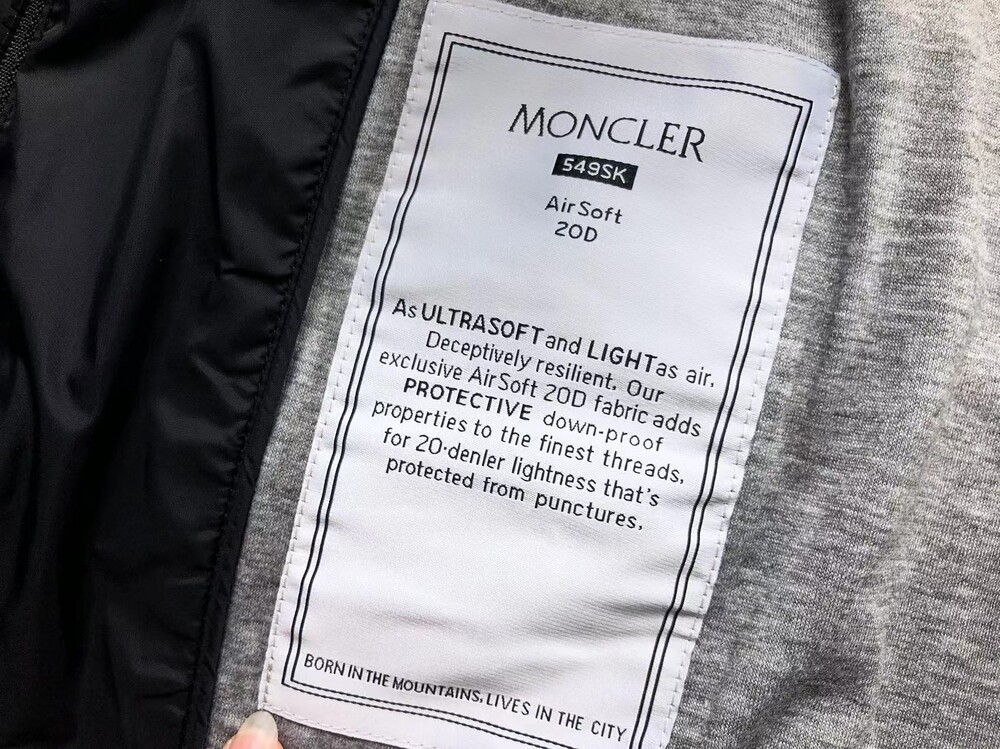 MONCLER
549SK
AirSoft
20D
As ULTRASOFT and LIGHT as air.
Deceptively resilient. Our
exclusive AirSoft 20D fabric adds
PROTECTIVE down-proof
properties to the finest threads,
for 20-denler lightness that's
protected from punctures.
BORN IN THE MOUNTAINS, LIVES IN THE CITY